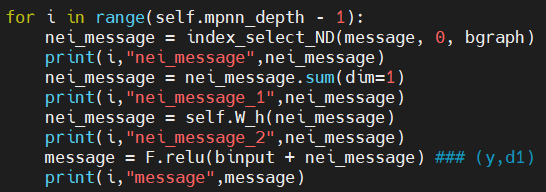 for i in range(self.mpnn_depth - 1):
    nei_message = index_select_ND(message, 0, bgraph)
    print(i,"nei_message",nei_message)
    nei_message = nei_message.sum(dim=1)
    print(i,"nei_message_1",nei_message)
    nei_message = self.W_h(nei_message)
    print(i,"nei_message_2",nei_message)
    message = F.relu(binput + nei_message) ### (y,d1)
    print(i,"message",message)